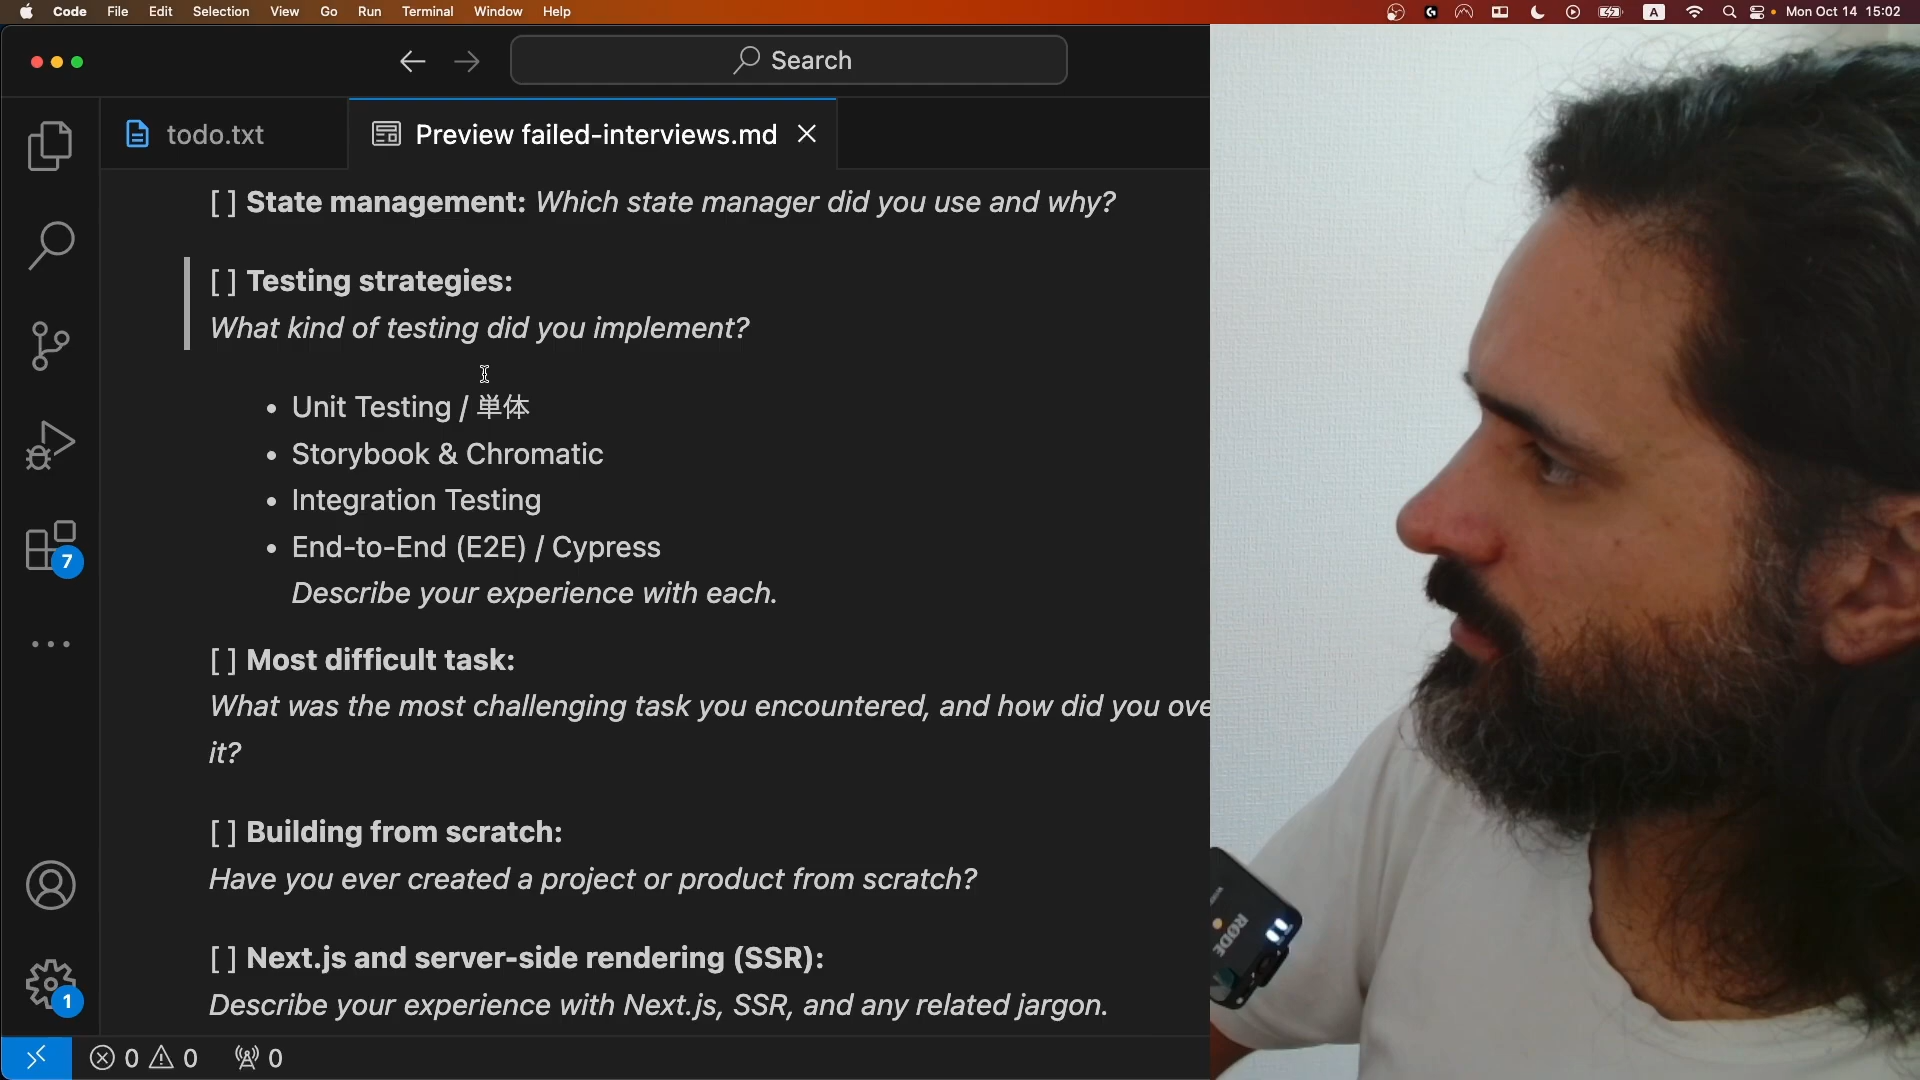 Code File Edit Selection View Go Run Terminal Window Help A Mon Oct 14 15:02
Search
todo.txt Preview failed-interviews.md
[ ] State management: Which state manager did you use and why?
[ ] Testing strategies:
What kind of testing did you implement?
• Unit Testing / 単体
• Storybook & Chromatic
• Integration Testing
• End-to-End (E2E) / Cypress
Describe your experience with each.
[ ] Most difficult task:
What was the most challenging task you encountered, and how did you ove
it?
[ ] Building from scratch:
Have you ever created a project or product from scratch?
[ ] Next.js and server-side rendering (SSR):
Describe your experience with Next.js, SSR, and any related jargon.
7
1
0 0 0
RØDE